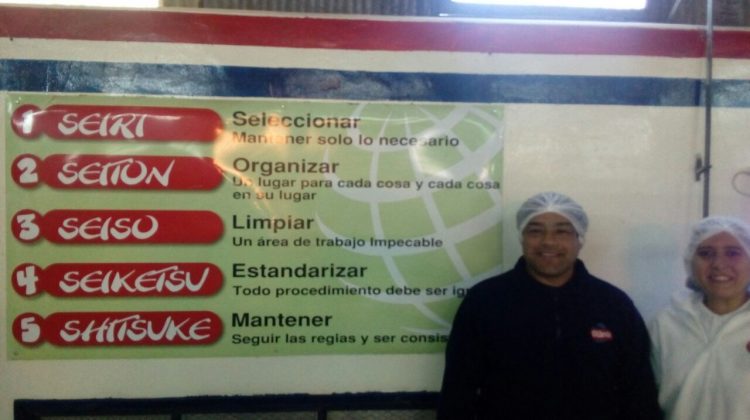 1 SEIRI
Seleccionar
Mantener solo lo necesario
2 SEITON
Organizar
Un lugar para cada cosa y cada cosa
en su lugar
3 SEISO
Limpiar
Un área de trabajo Impecable
4 SEIKETSU
Estandarizar
Todo procedimiento debe ser
5 SHITSUKE
Mantener
Seguir las reglas y ser